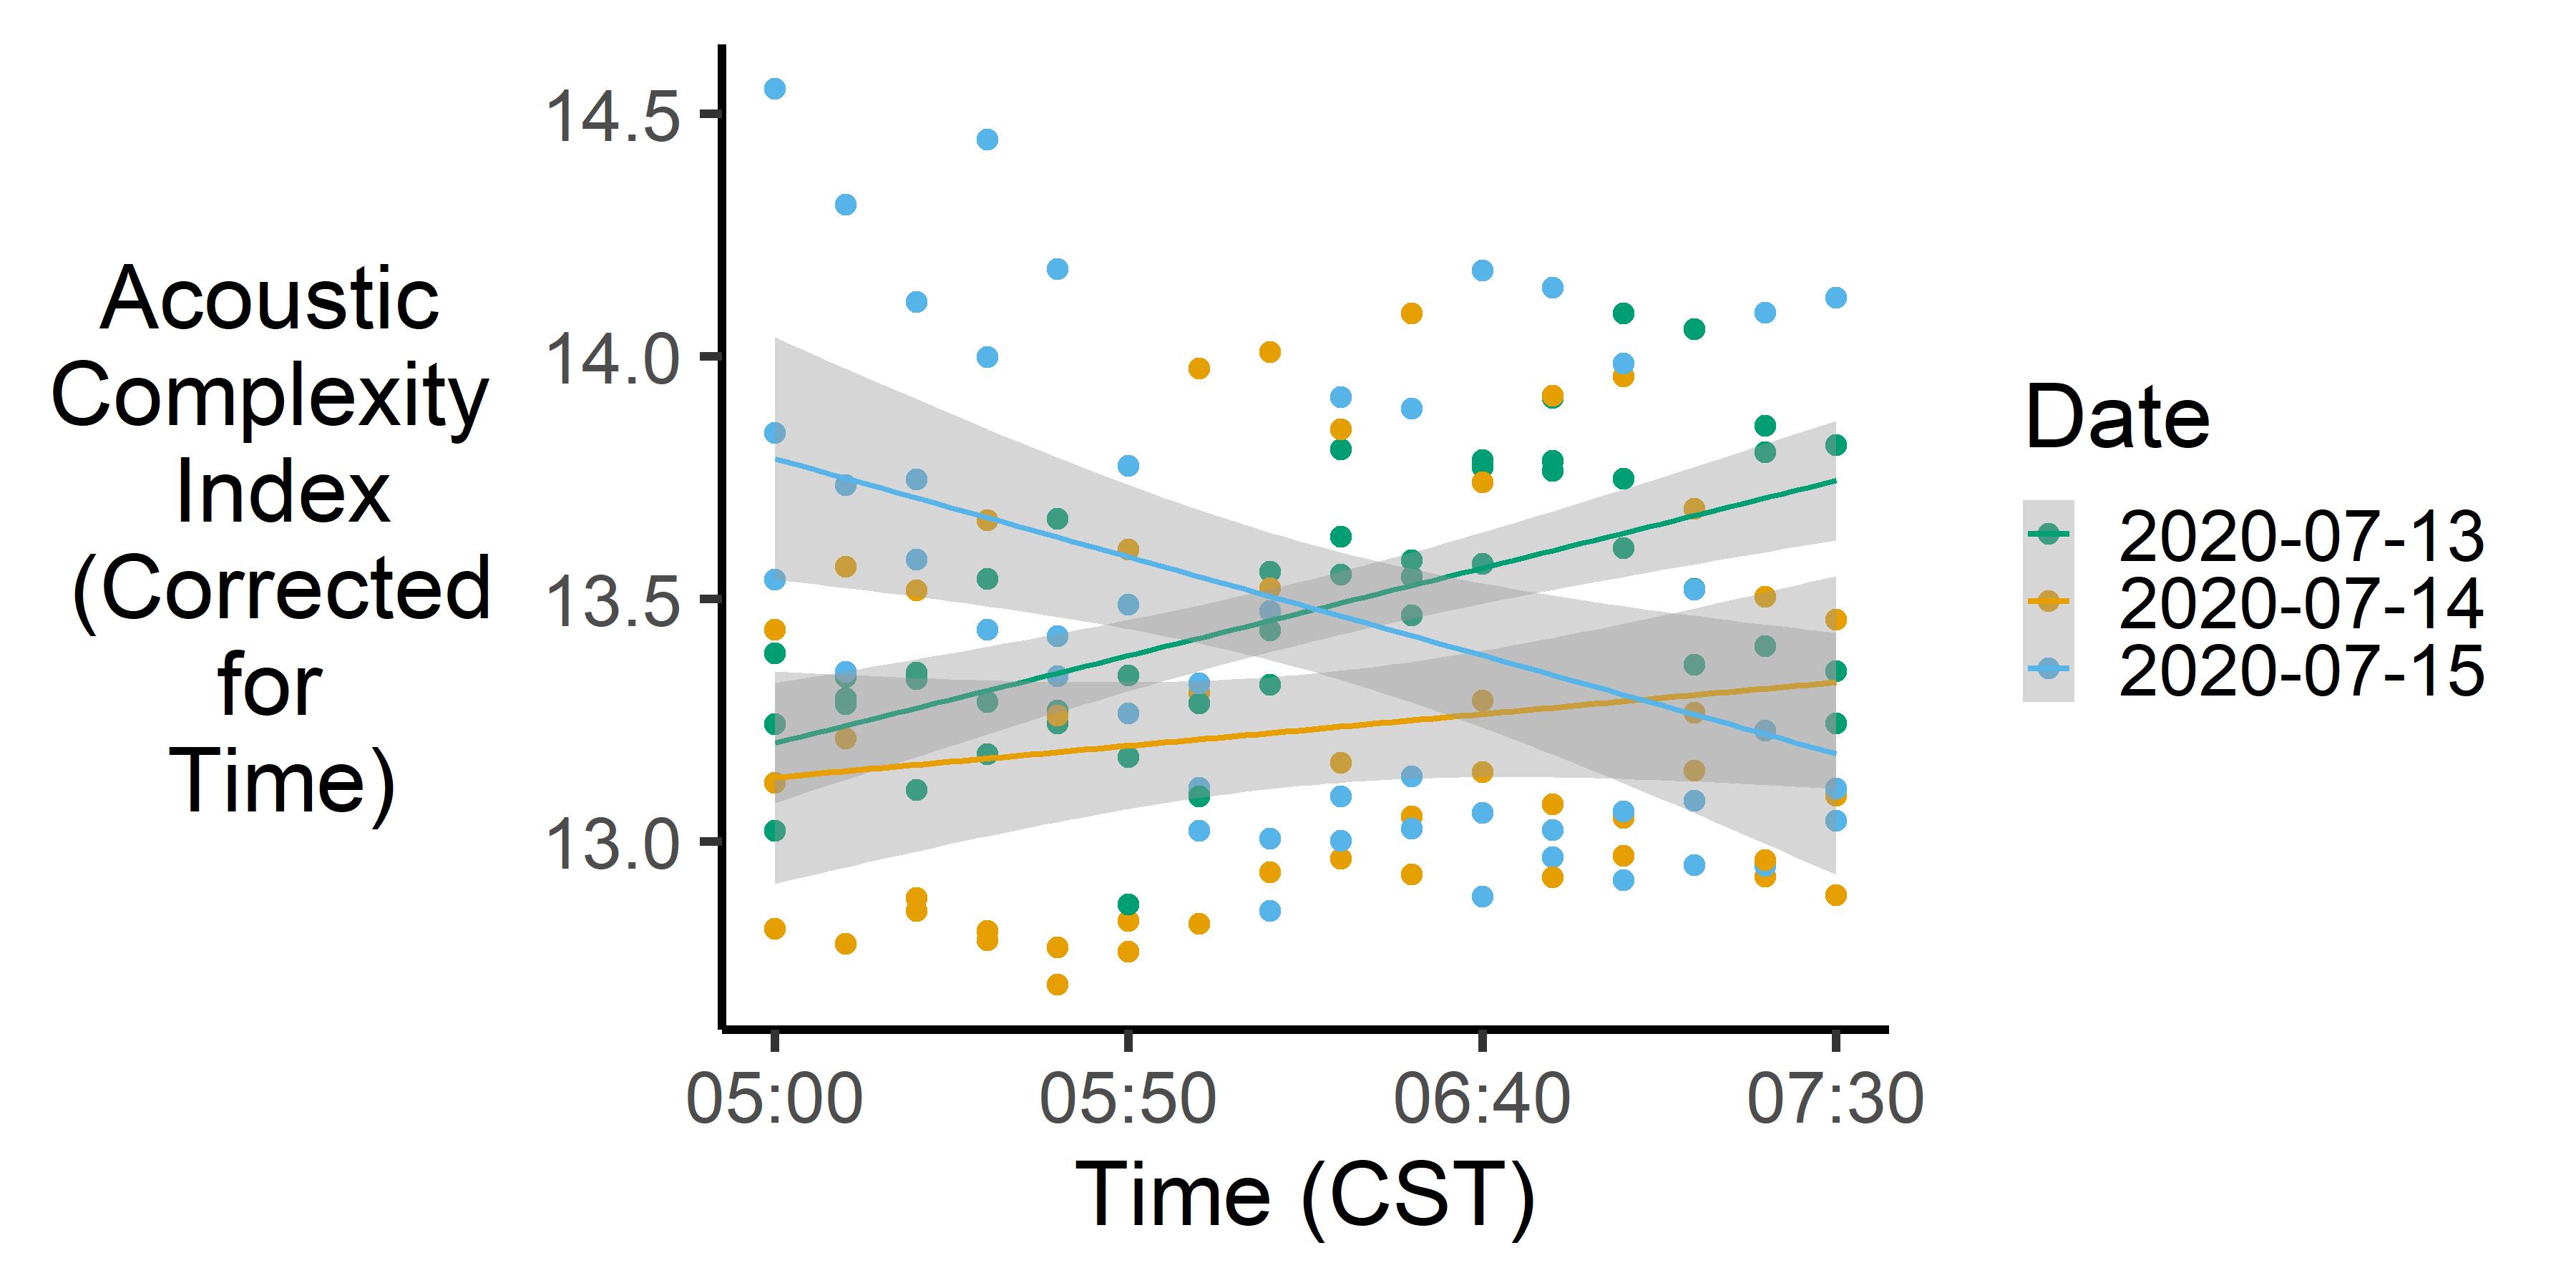 Acoustic
Complexity
Index
(Corrected
for
Time)
14.5
14.0
13.5
13.0
05:00
05:50
06:40
07:30
Time (CST)
Date
2020-07-13
2020-07-14
2020-07-15